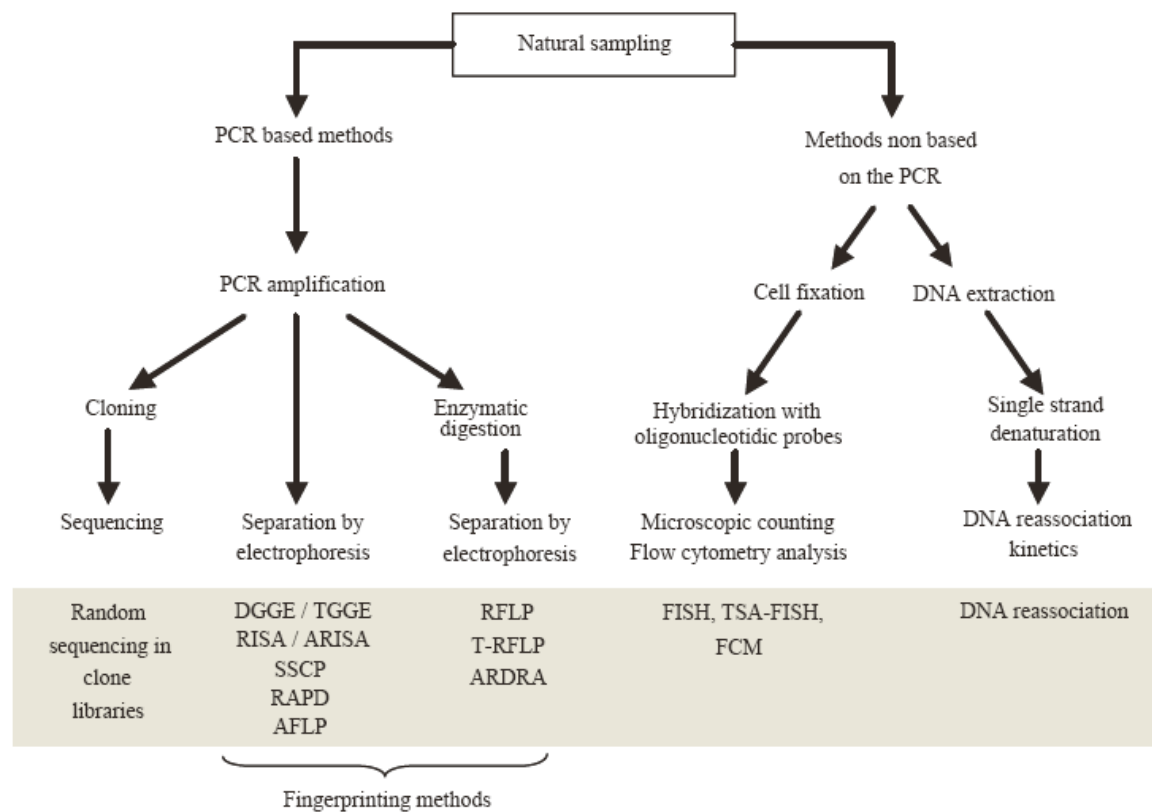 Natural sampling
PCR based methods
Methods non based
on the PCR
PCR amplification
Cell fixation
DNA extraction
Cloning
Enzymatic
digestion
Hybridization with
oligonucleotidic probes
Single strand
denaturation
Sequencing
Separation by
electrophoresis
Separation by
electrophoresis
Microscopic counting
Flow cytometry analysis
DNA reassociation
kinetics
Random
sequencing in
clone
libraries
DGGE / TGGE
RISA / ARISA
SSCP
RAPD
AFLP
RFLP
T-RFLP
ARDRA
FISH, TSA-FISH,
FCM
DNA reassociation
Fingerprinting methods